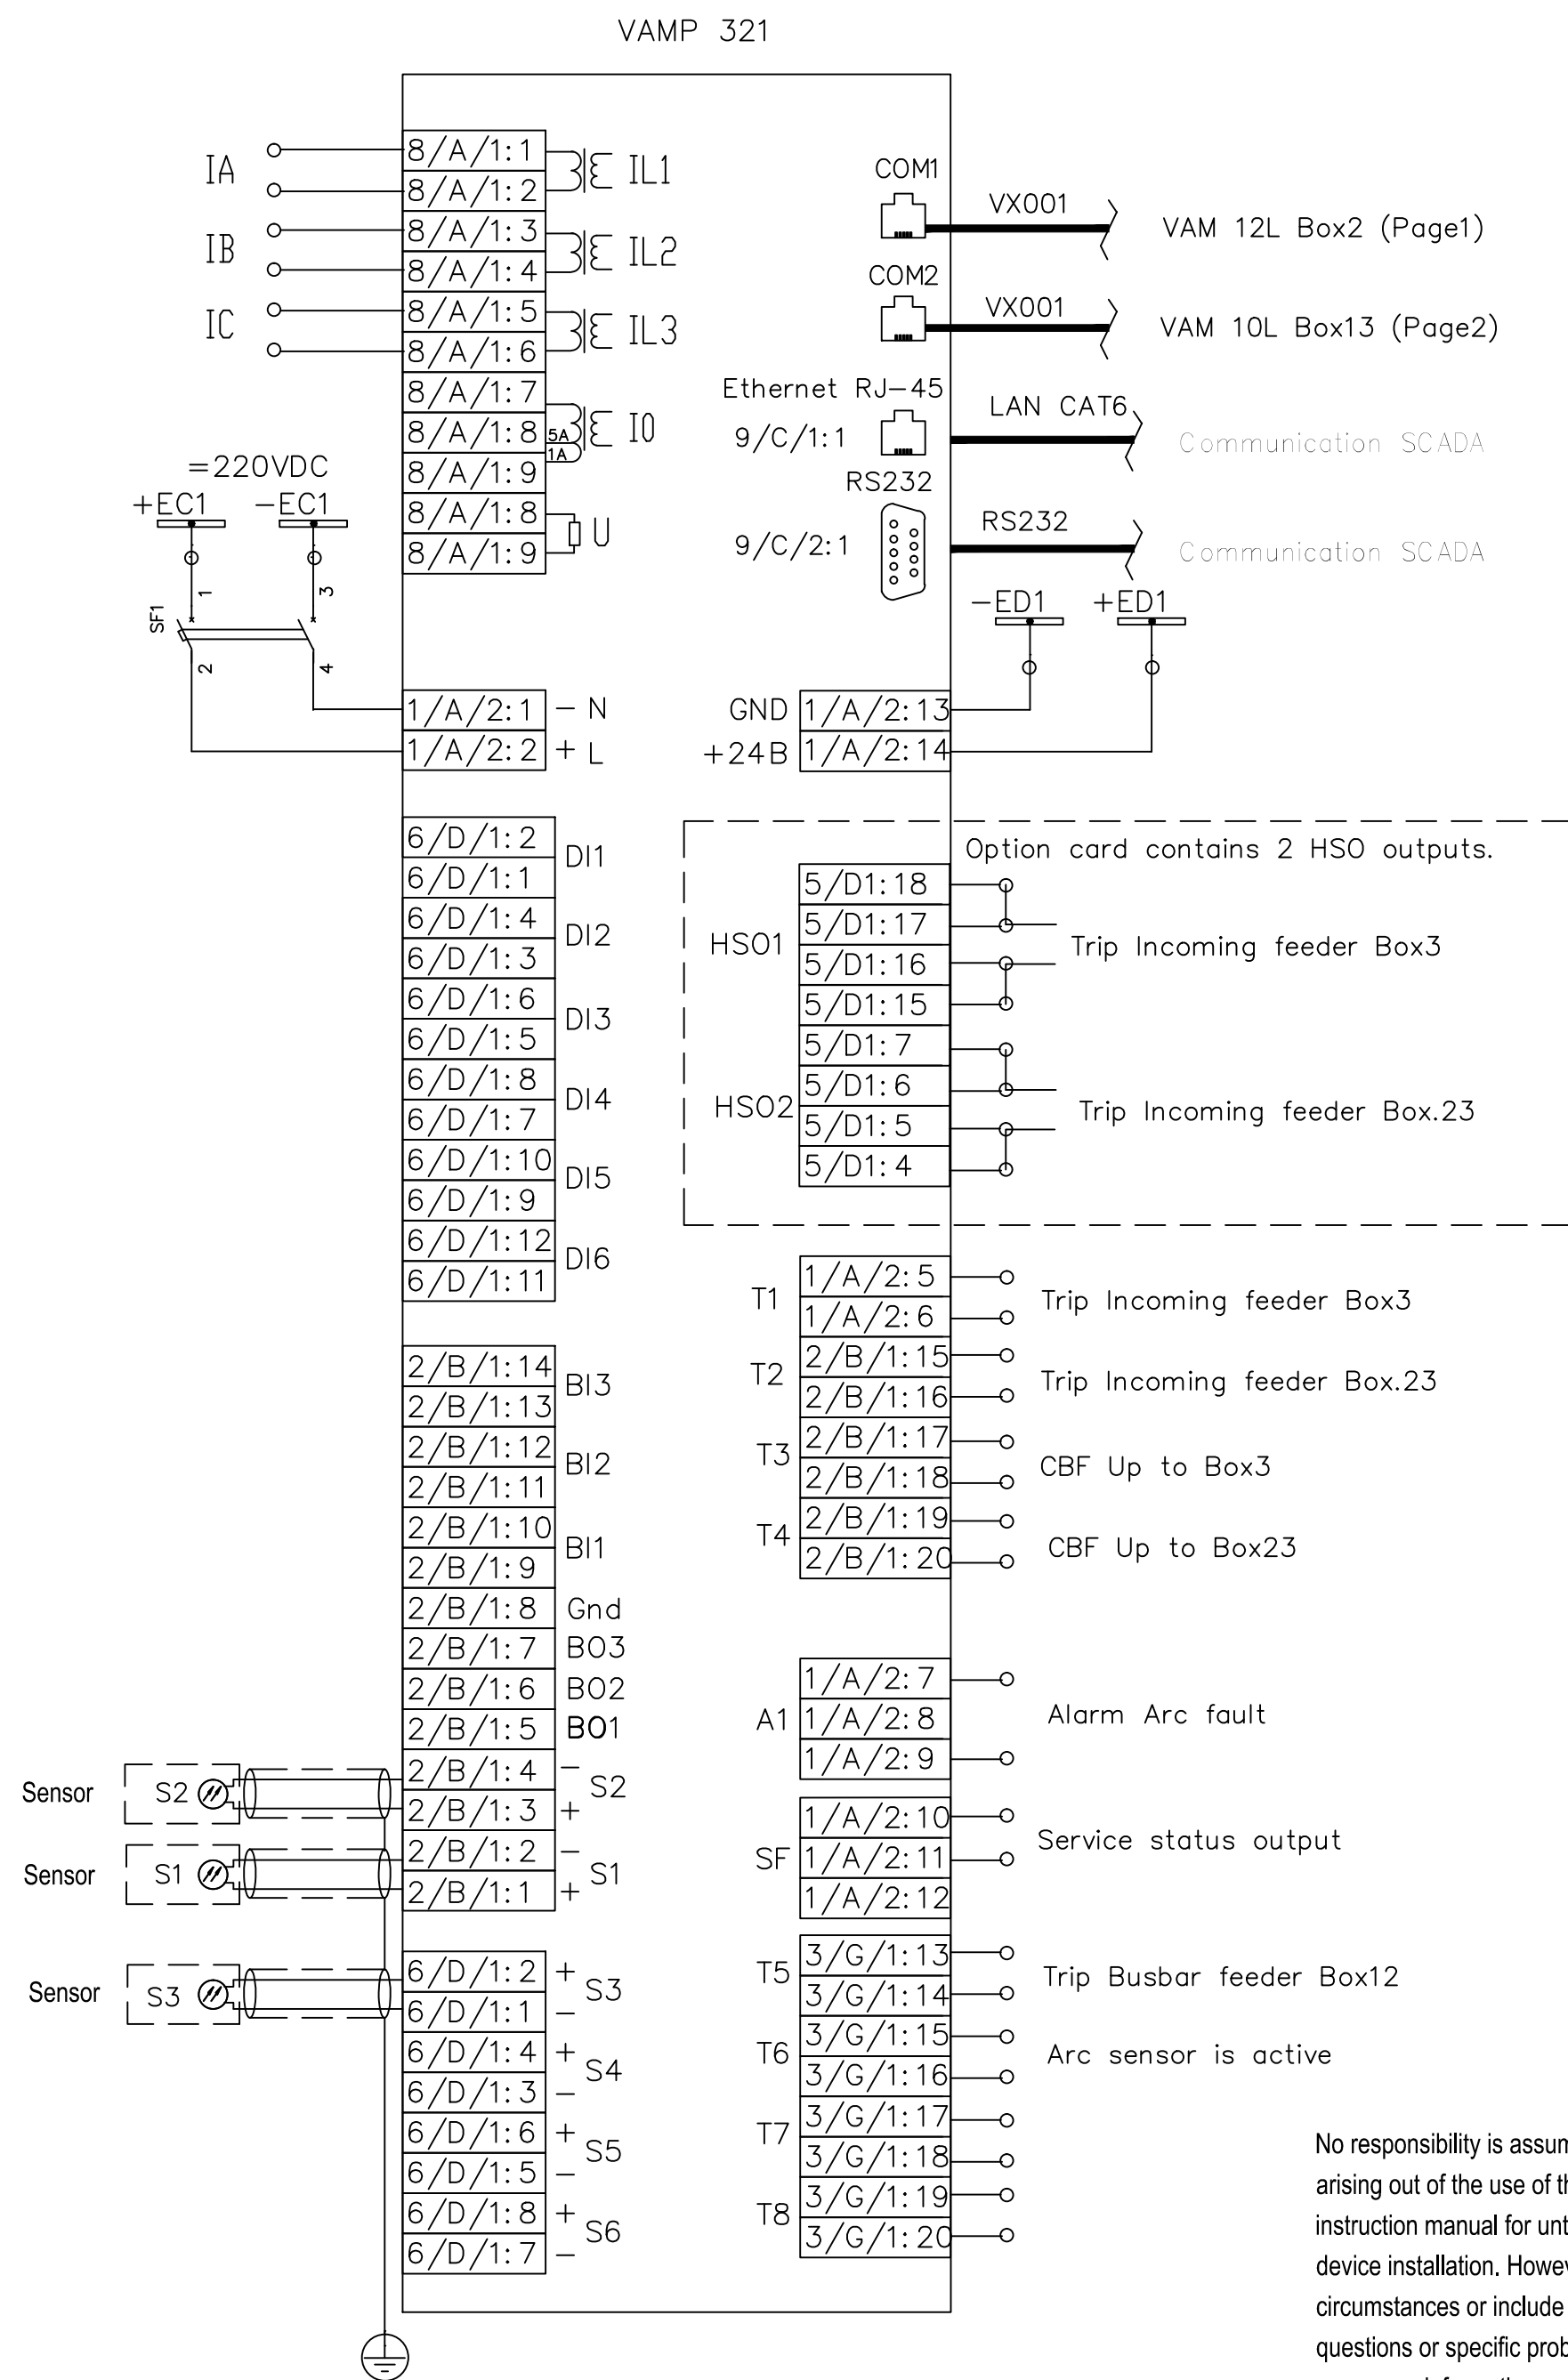 VAMP 321
IA
8/A/1:1
8/A/1:2
IL1
IB
8/A/1:3
8/A/1:4
IL2
IC
8/A/1:5
8/A/1:6
IL3
8/A/1:7
8/A/1:8
8/A/1:9
5A
1A
I0
8/A/1:8
8/A/1:9
U
=220VDC
+EC1
-EC1
SF1
1
3
2
4
1/A/2:1
- N
1/A/2:2
+ L
COM1
VX001
VAM 12L Box2 (Page1)
COM2
VX001
VAM 10L Box13 (Page2)
Ethernet RJ-45
9/C/1:1
LAN CAT6
Communication SCADA
RS232
9/C/2:1
RS232
Communication SCADA
-ED1
+ED1
GND
1/A/2:13
+24B
1/A/2:14
6/D/1:2
6/D/1:1
DI1
6/D/1:4
6/D/1:3
DI2
6/D/1:6
6/D/1:5
DI3
6/D/1:8
6/D/1:7
DI4
6/D/1:10
6/D/1:9
DI5
6/D/1:12
6/D/1:11
DI6
Option card contains 2 HSO outputs.
HSO1
5/D1:18
5/D1:17
5/D1:16
5/D1:15
Trip Incoming feeder Box3
HSO2
5/D1:7
5/D1:6
5/D1:5
5/D1:4
Trip Incoming feeder Box.23
2/B/1:14
2/B/1:13
BI3
2/B/1:12
2/B/1:11
BI2
2/B/1:10
2/B/1:9
BI1
2/B/1:8
Gnd
2/B/1:7
BO3
2/B/1:6
BO2
2/B/1:5
BO1
Sensor
S2
2/B/1:4
-
2/B/1:3
+
S2
Sensor
S1
2/B/1:2
-
2/B/1:1
+
S1
Sensor
S3
6/D/1:2
+
6/D/1:1
-
S3
6/D/1:4
+
6/D/1:3
-
S4
6/D/1:6
+
6/D/1:5
-
S5
6/D/1:8
+
6/D/1:7
-
S6
T1
1/A/2:5
1/A/2:6
Trip Incoming feeder Box3
T2
2/B/1:15
2/B/1:16
Trip Incoming feeder Box.23
T3
2/B/1:17
2/B/1:18
CBF Up to Box3
T4
2/B/1:19
2/B/1:20
CBF Up to Box23
A1
1/A/2:7
1/A/2:8
1/A/2:9
Alarm Arc fault
SF
1/A/2:10
1/A/2:11
1/A/2:12
Service status output
T5
3/G/1:13
3/G/1:14
Trip Busbar feeder Box12
T6
3/G/1:15
3/G/1:16
Arc sensor is active
T7
3/G/1:17
3/G/1:18
T8
3/G/1:19
3/G/1:20
No responsibility is assum
arising out of the use of th
instruction manual for unt
device installation. Howev
circumstances or include
questions or specific prob